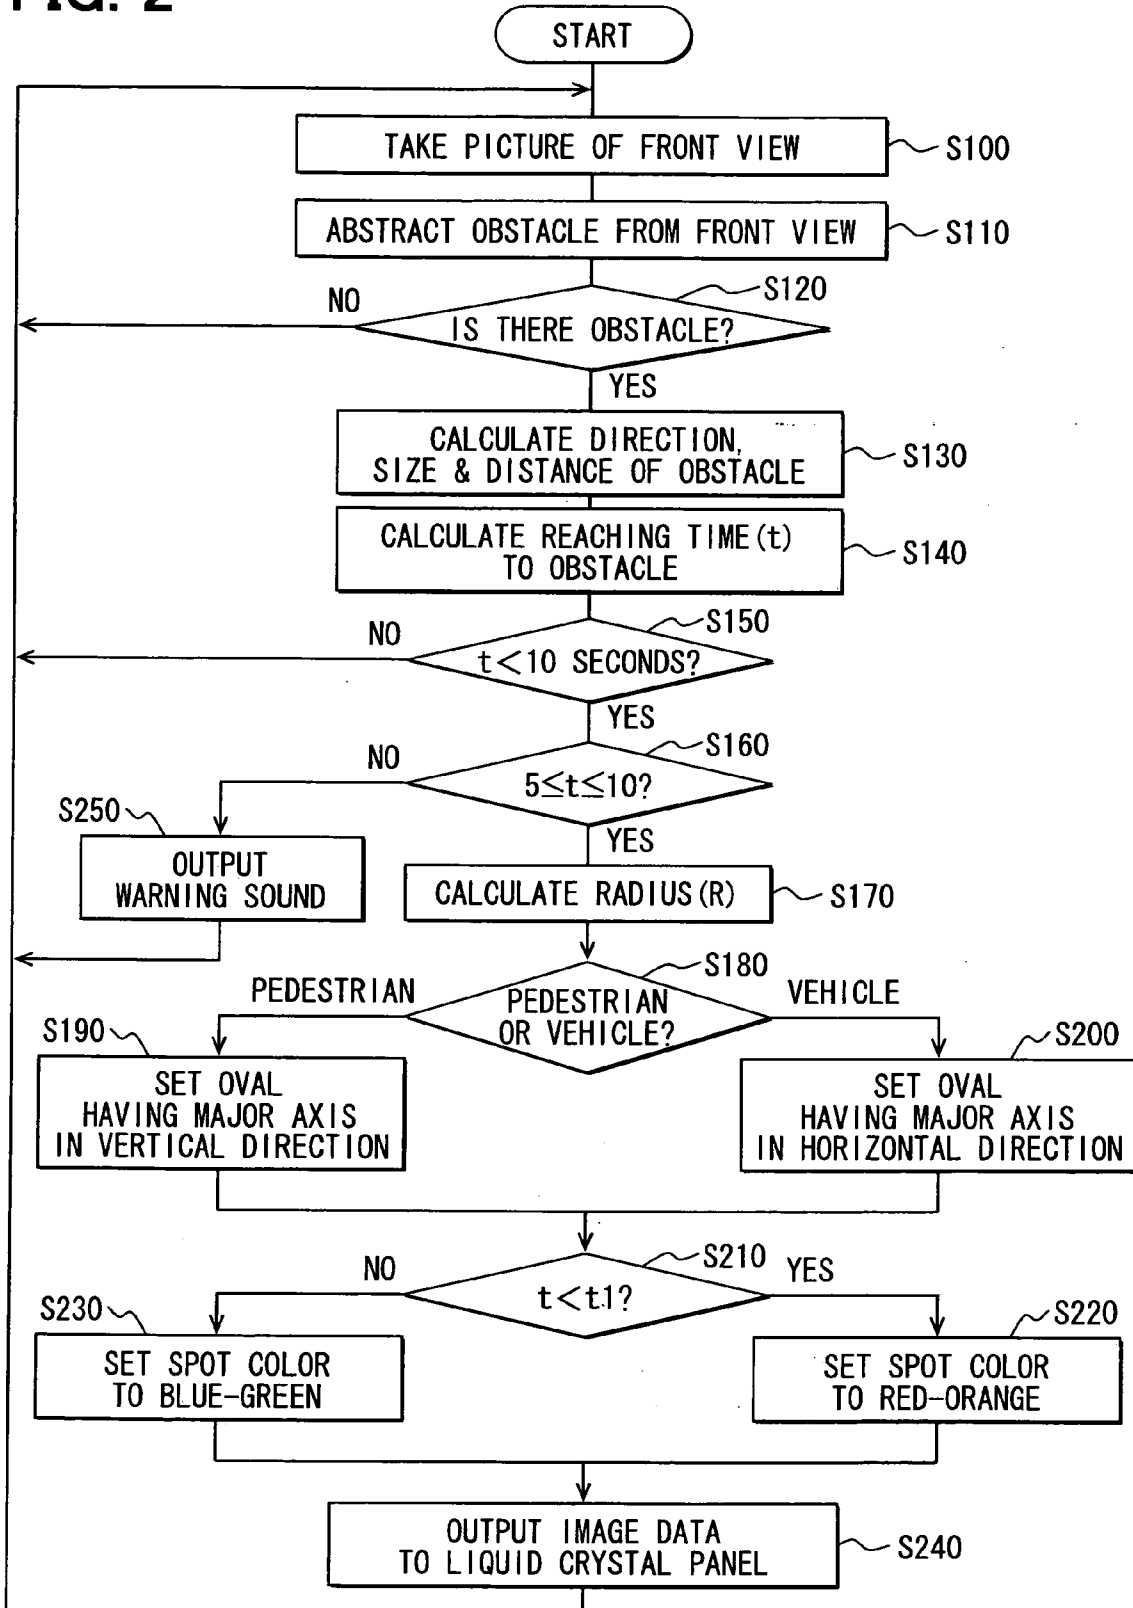 FIG. 2
START
TAKE PICTURE OF FRONT VIEW
S100
ABSTRACT OBSTACLE FROM FRONT VIEW
S110
S120
NO
IS THERE OBSTACLE?
YES
CALCULATE DIRECTION,
SIZE & DISTANCE OF OBSTACLE
S130
CALCULATE REACHING TIME(t)
TO OBSTACLE
S140
S150
NO
t<10 SECONDS?
YES
S160
NO
5≤t≤10?
YES
S250
OUTPUT
WARNING SOUND
CALCULATE RADIUS(R)
S170
S180
PEDESTRIAN
PEDESTRIAN
OR VEHICLE?
VEHICLE
S190
SET OVAL
HAVING MAJOR AXIS
IN VERTICAL DIRECTION
S200
SET OVAL
HAVING MAJOR AXIS
IN HORIZONTAL DIRECTION
S210
NO
t<t1?
YES
S230
SET SPOT COLOR
TO BLUE-GREEN
S220
SET SPOT COLOR
TO RED-ORANGE
OUTPUT IMAGE DATA
TO LIQUID CRYSTAL PANEL
S240